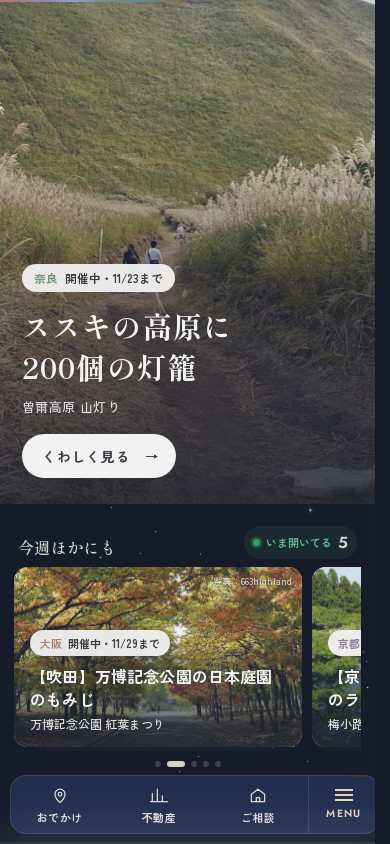 奈良 開催中・11/23まで
ススキの高原に
200個の灯籠
曽爾高原 山灯り
くわしく見る →
今週ほかにも
いま開いてる 5
写真：663highland
大阪 開催中・11/29まで
【吹田】万博記念公園の日本庭園
のもみじ
万博記念公園 紅葉まつり
京都
【京
のラ
梅小路
おでかけ
不動産
ご相談
MENU